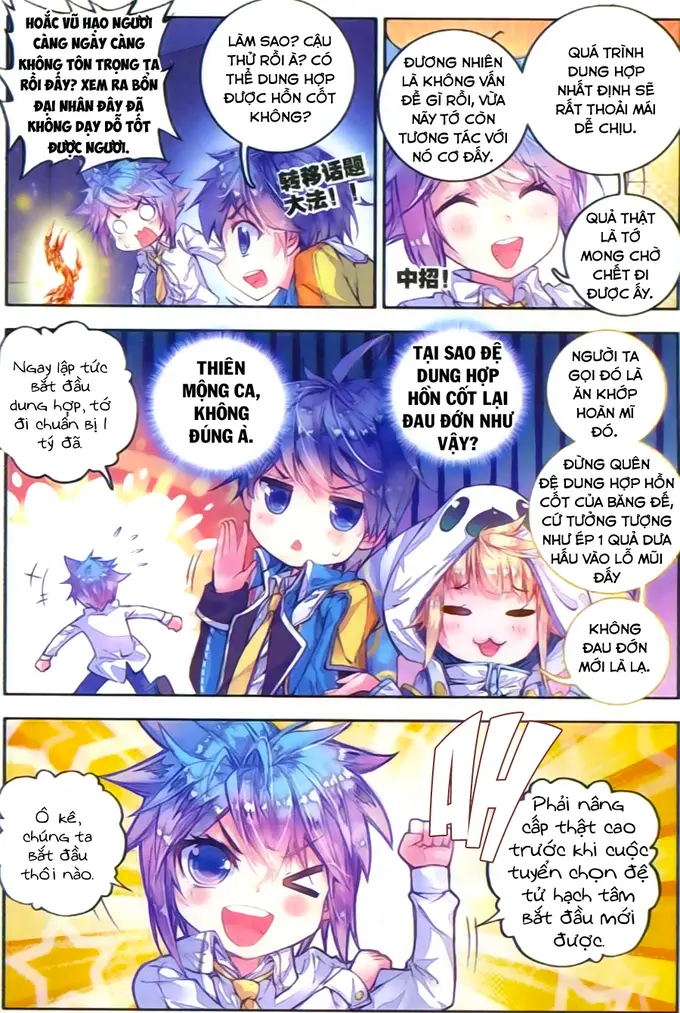 HOẮC VŨ HẠO NGƯƠI
CÀNG NGÀY CÀNG
KHÔNG TÔN TRỌNG TA
RỒI ĐẤY? XEM RA BỔN
ĐẠI NHÂN ĐÂY ĐÃ
KHÔNG DẠY DỖ TỐT
ĐƯỢC NGƯƠI.
LÀM SAO? CẬU
THỬ RỒI À? CÓ
THỂ DUNG HỢP
ĐƯỢC HỒN CỐT
KHÔNG?
转移话题
大法！！
ĐƯƠNG NHIÊN
LÀ KHÔNG VẤN
ĐỀ GÌ RỒI, VỪA
NÃY TỚ CÒN
TƯƠNG TÁC VỚI
NÓ CƠ ĐẤY.
QUÁ TRÌNH
DUNG HỢP
NHẤT ĐỊNH SẼ
RẤT THOẢI MÁI
DỄ CHỊU.
QUẢ THẬT
LÀ TỚ
MONG CHỜ
CHẾT ĐI
ĐƯỢC ẤY.
中招！
Ngay lập tức
bắt đầu
dung hợp, tớ
đi chuẩn bị 1
tý đã.
THIÊN
MỘNG CA,
KHÔNG
ĐÚNG À.
TẠI SAO ĐỆ
DUNG HỢP
HỒN CỐT LẠI
ĐAU ĐỚN NHƯ
VẬY?
NGƯỜI TA
GỌI ĐÓ LÀ
ĂN KHỚP
HOÀN MĨ
ĐÓ.
ĐỪNG QUÊN
ĐỆ DUNG HỢP HỒN
CỐT CỦA BĂNG ĐẾ,
CỨ TƯỞNG TƯỢNG
NHƯ ÉP 1 QUẢ DƯA
HẤU VÀO LỖ MŨI
ĐẤY
KHÔNG
ĐAU ĐỚN
MỚI LÀ LẠ.
Ô kê,
chúng ta
bắt đầu
thôi nào.
AH
Phải nâng
cấp thật cao
trước khi cuộc
tuyển chọn đệ
tử hạch tâm
bắt đầu mới
được.